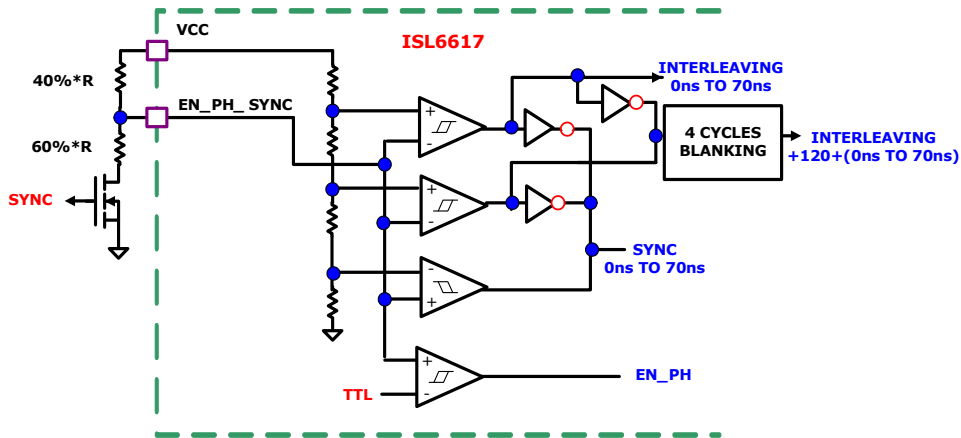 VCC
ISL6617
40%*R
EN_PH_ SYNC
60%*R
SYNC
+
-
+
-
-
+
+
-
TTL
INTERLEAVING
0ns TO 70ns
4 CYCLES
BLANKING
INTERLEAVING
+120+(0ns TO 70ns)
SYNC
0ns TO 70ns
EN_PH